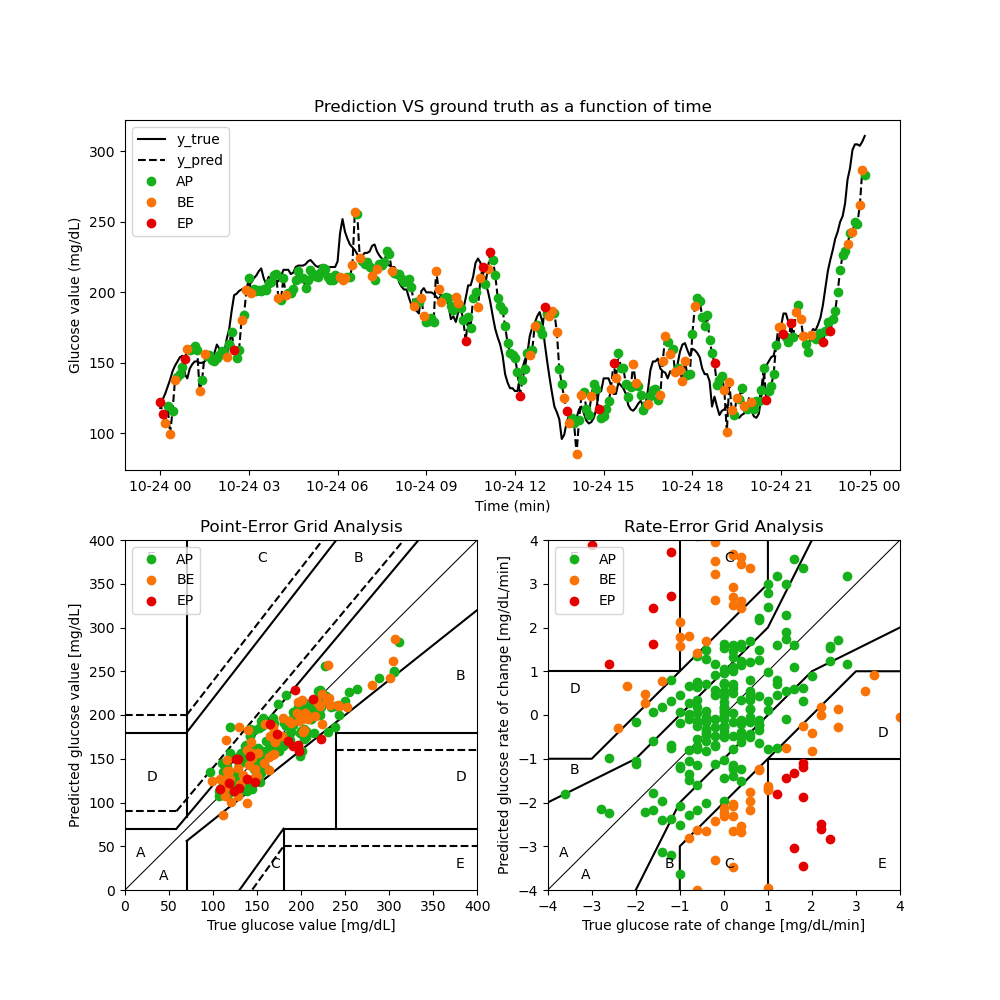 Prediction VS ground truth as a function of time
Glucose value (mg/dL)
300
250
200
150
100
y_true
y_pred
AP
BE
EP
10-24 00 10-24 03 10-24 06 10-24 09 10-24 12 10-24 15 10-24 18 10-24 21 10-25 00
Time (min)
Point-Error Grid Analysis
Predicted glucose value [mg/dL]
400
350
300
250
200
150
100
50
0
AP
BE
EP
C B
B
D D
A
A C E
0 50 100 150 200 250 300 350 400
True glucose value [mg/dL]
Rate-Error Grid Analysis
Predicted glucose rate of change [mg/dL/min]
4
3
2
1
0
−1
−2
−3
−4
AP
BE
EP
C
D
D
B
A
A B C E
−4 −3 −2 −1 0 1 2 3 4
True glucose rate of change [mg/dL/min]